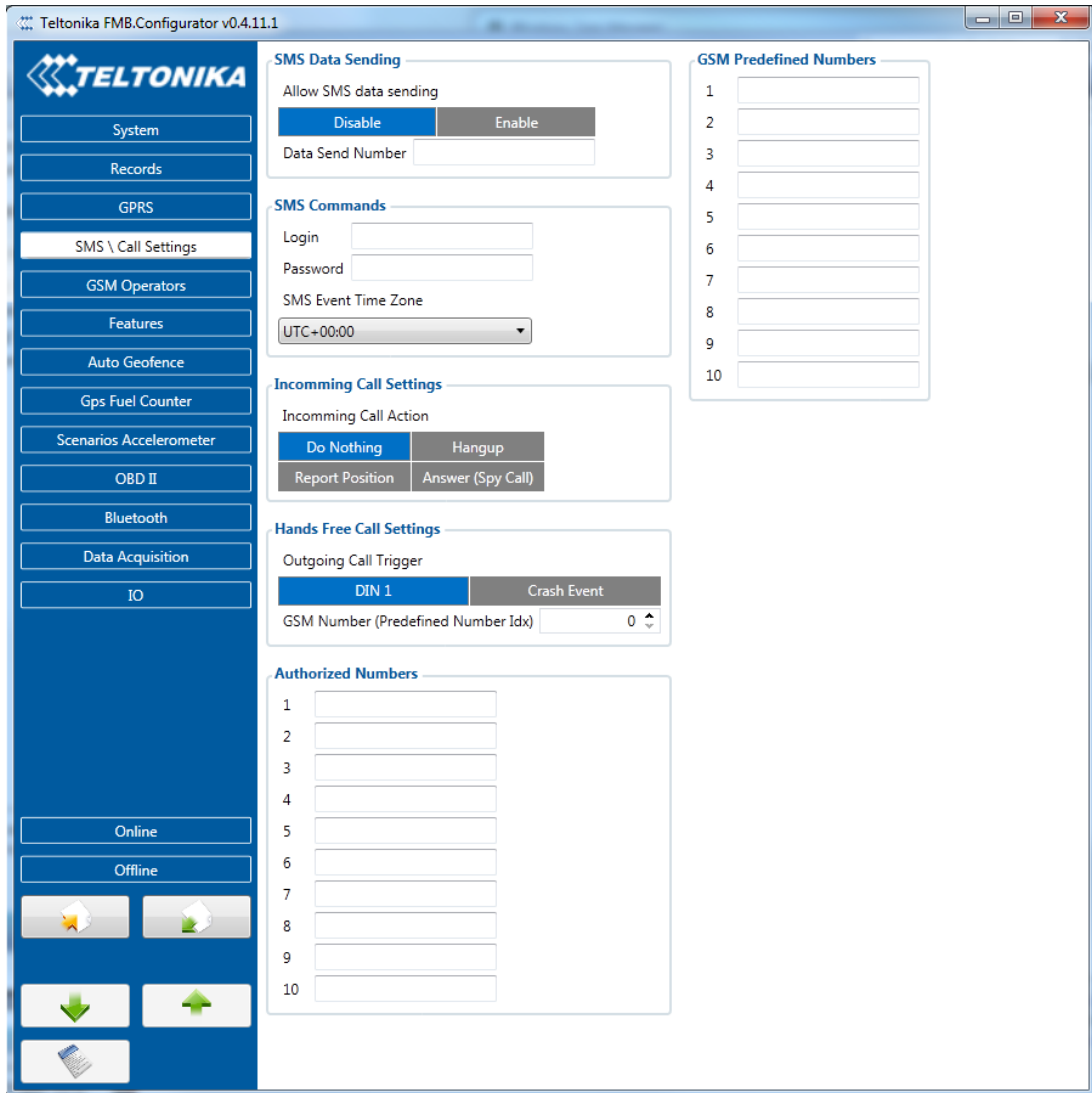 Teltonika FMB.Configurator v0.4.11.1
TELTONIKA
System
Records
GPRS
SMS \ Call Settings
GSM Operators
Features
Auto Geofence
Gps Fuel Counter
Scenarios Accelerometer
OBD II
Bluetooth
Data Acquisition
IO
Online
Offline
SMS Data Sending
Allow SMS data sending
Disable Enable
Data Send Number
SMS Commands
Login
Password
SMS Event Time Zone
UTC+00:00
Incomming Call Settings
Incomming Call Action
Do Nothing Hangup
Report Position Answer (Spy Call)
Hands Free Call Settings
Outgoing Call Trigger
DIN 1 Crash Event
GSM Number (Predefined Number Idx) 0
Authorized Numbers
1
2
3
4
5
6
7
8
9
10
GSM Predefined Numbers
1
2
3
4
5
6
7
8
9
10